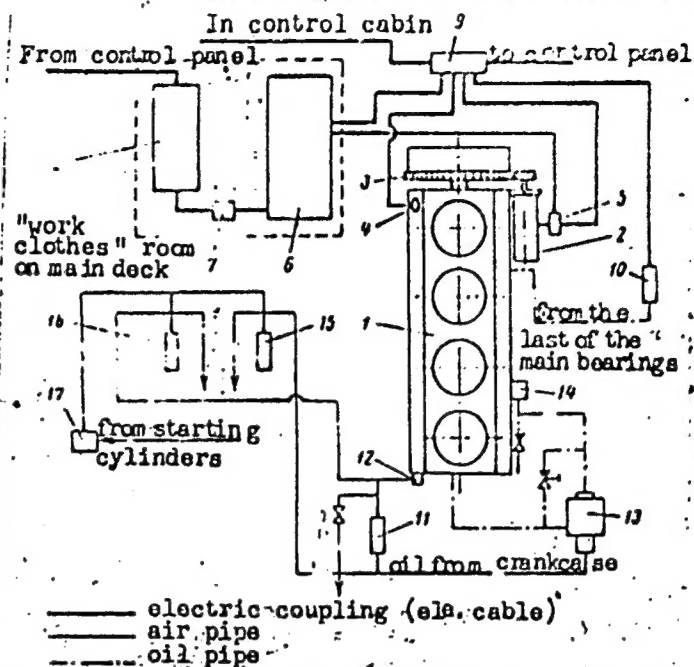 In control cabin
9
From control panel
to control panel
3
5
4
2
"work
clothes" room
on main deck
7
6
10
from the
last of the
main bearings
16
15
1
14
17
from starting
cylinders
12
11
13
oil from crankcase
electric coupling (ele. cable)
air pipe
oil pipe